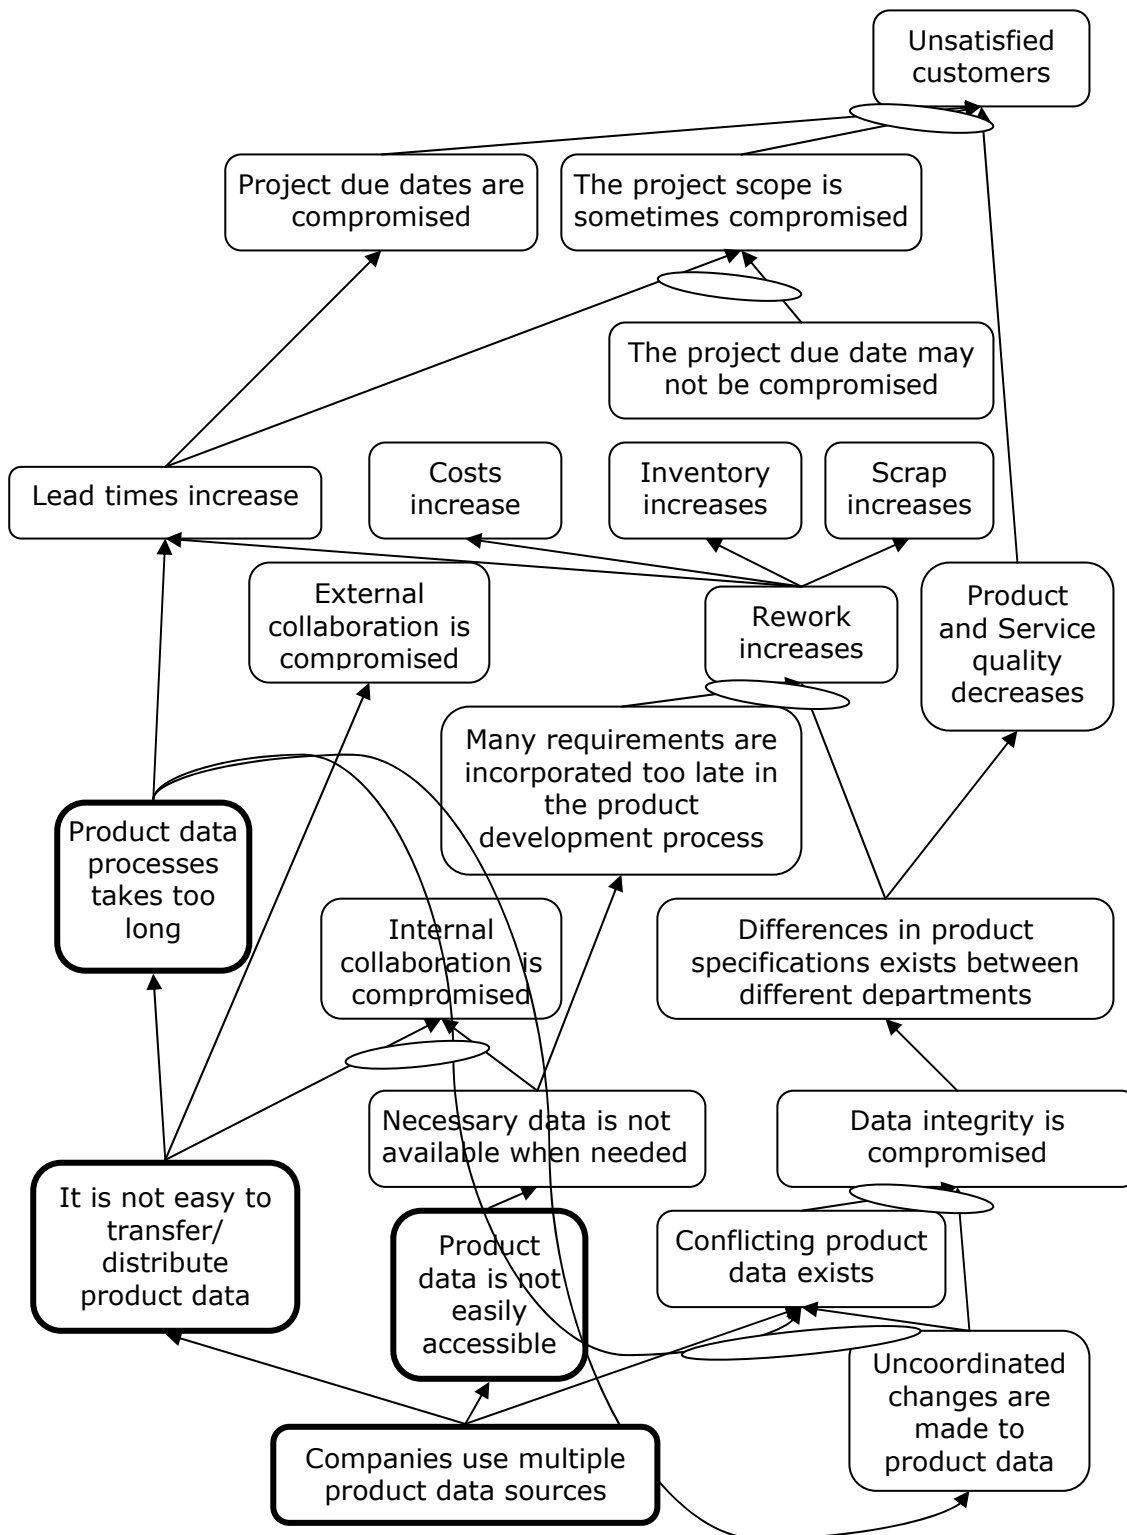 Unsatisfied
customers
Project due dates are
compromised
The project scope is
sometimes compromised
The project due date may
not be compromised
Lead times increase
Costs
increase
Inventory
increases
Scrap
increases
External
collaboration is
compromised
Rework
increases
Product
and Service
quality
decreases
Many requirements are
incorporated too late in
the product
development process
Product data
processes
takes too
long
Internal
collaboration is
compromised
Differences in product
specifications exists between
different departments
Necessary data is not
available when needed
Data integrity is
compromised
It is not easy to
transfer/
distribute
product data
Product
data is not
easily
accessible
Conflicting product
data exists
Uncoordinated
changes are
made to
product data
Companies use multiple
product data sources